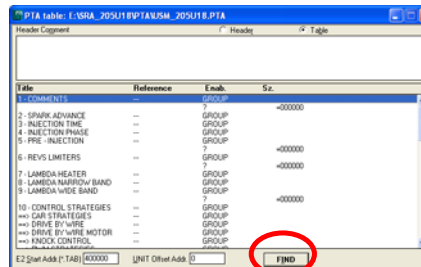 PTA table: E:\SRA_205U18\PTA\USM_205U18.PTA
Header Comment Header Table
Title Reference Enab. Sz.
1 - COMMENTS --- GROUP
? =000000
2 - SPARK ADVANCE --- GROUP
3 - INJECTION TIME --- GROUP
4 - INJECTION PHASE --- GROUP
5 - PRE - INJECTION --- GROUP
? =000000
6 - REVS LIMITERS --- GROUP
? =000000
7 - LAMBDA HEATER --- GROUP
8 - LAMBDA NARROW BAND --- GROUP
9 - LAMBDA WIDE BAND --- GROUP
? =000000
10 - CONTROL STRATEGIES --- GROUP
==> CAR STRATEGIES --- GROUP
==> DRIVE BY WIRE --- GROUP
==> DRIVE BY WIRE MOTOR --- GROUP
==> KNOCK CONTROL --- GROUP
E2 Start Addr. (*.TAB) 400000 UNIT Offset Addr. 0 FIND